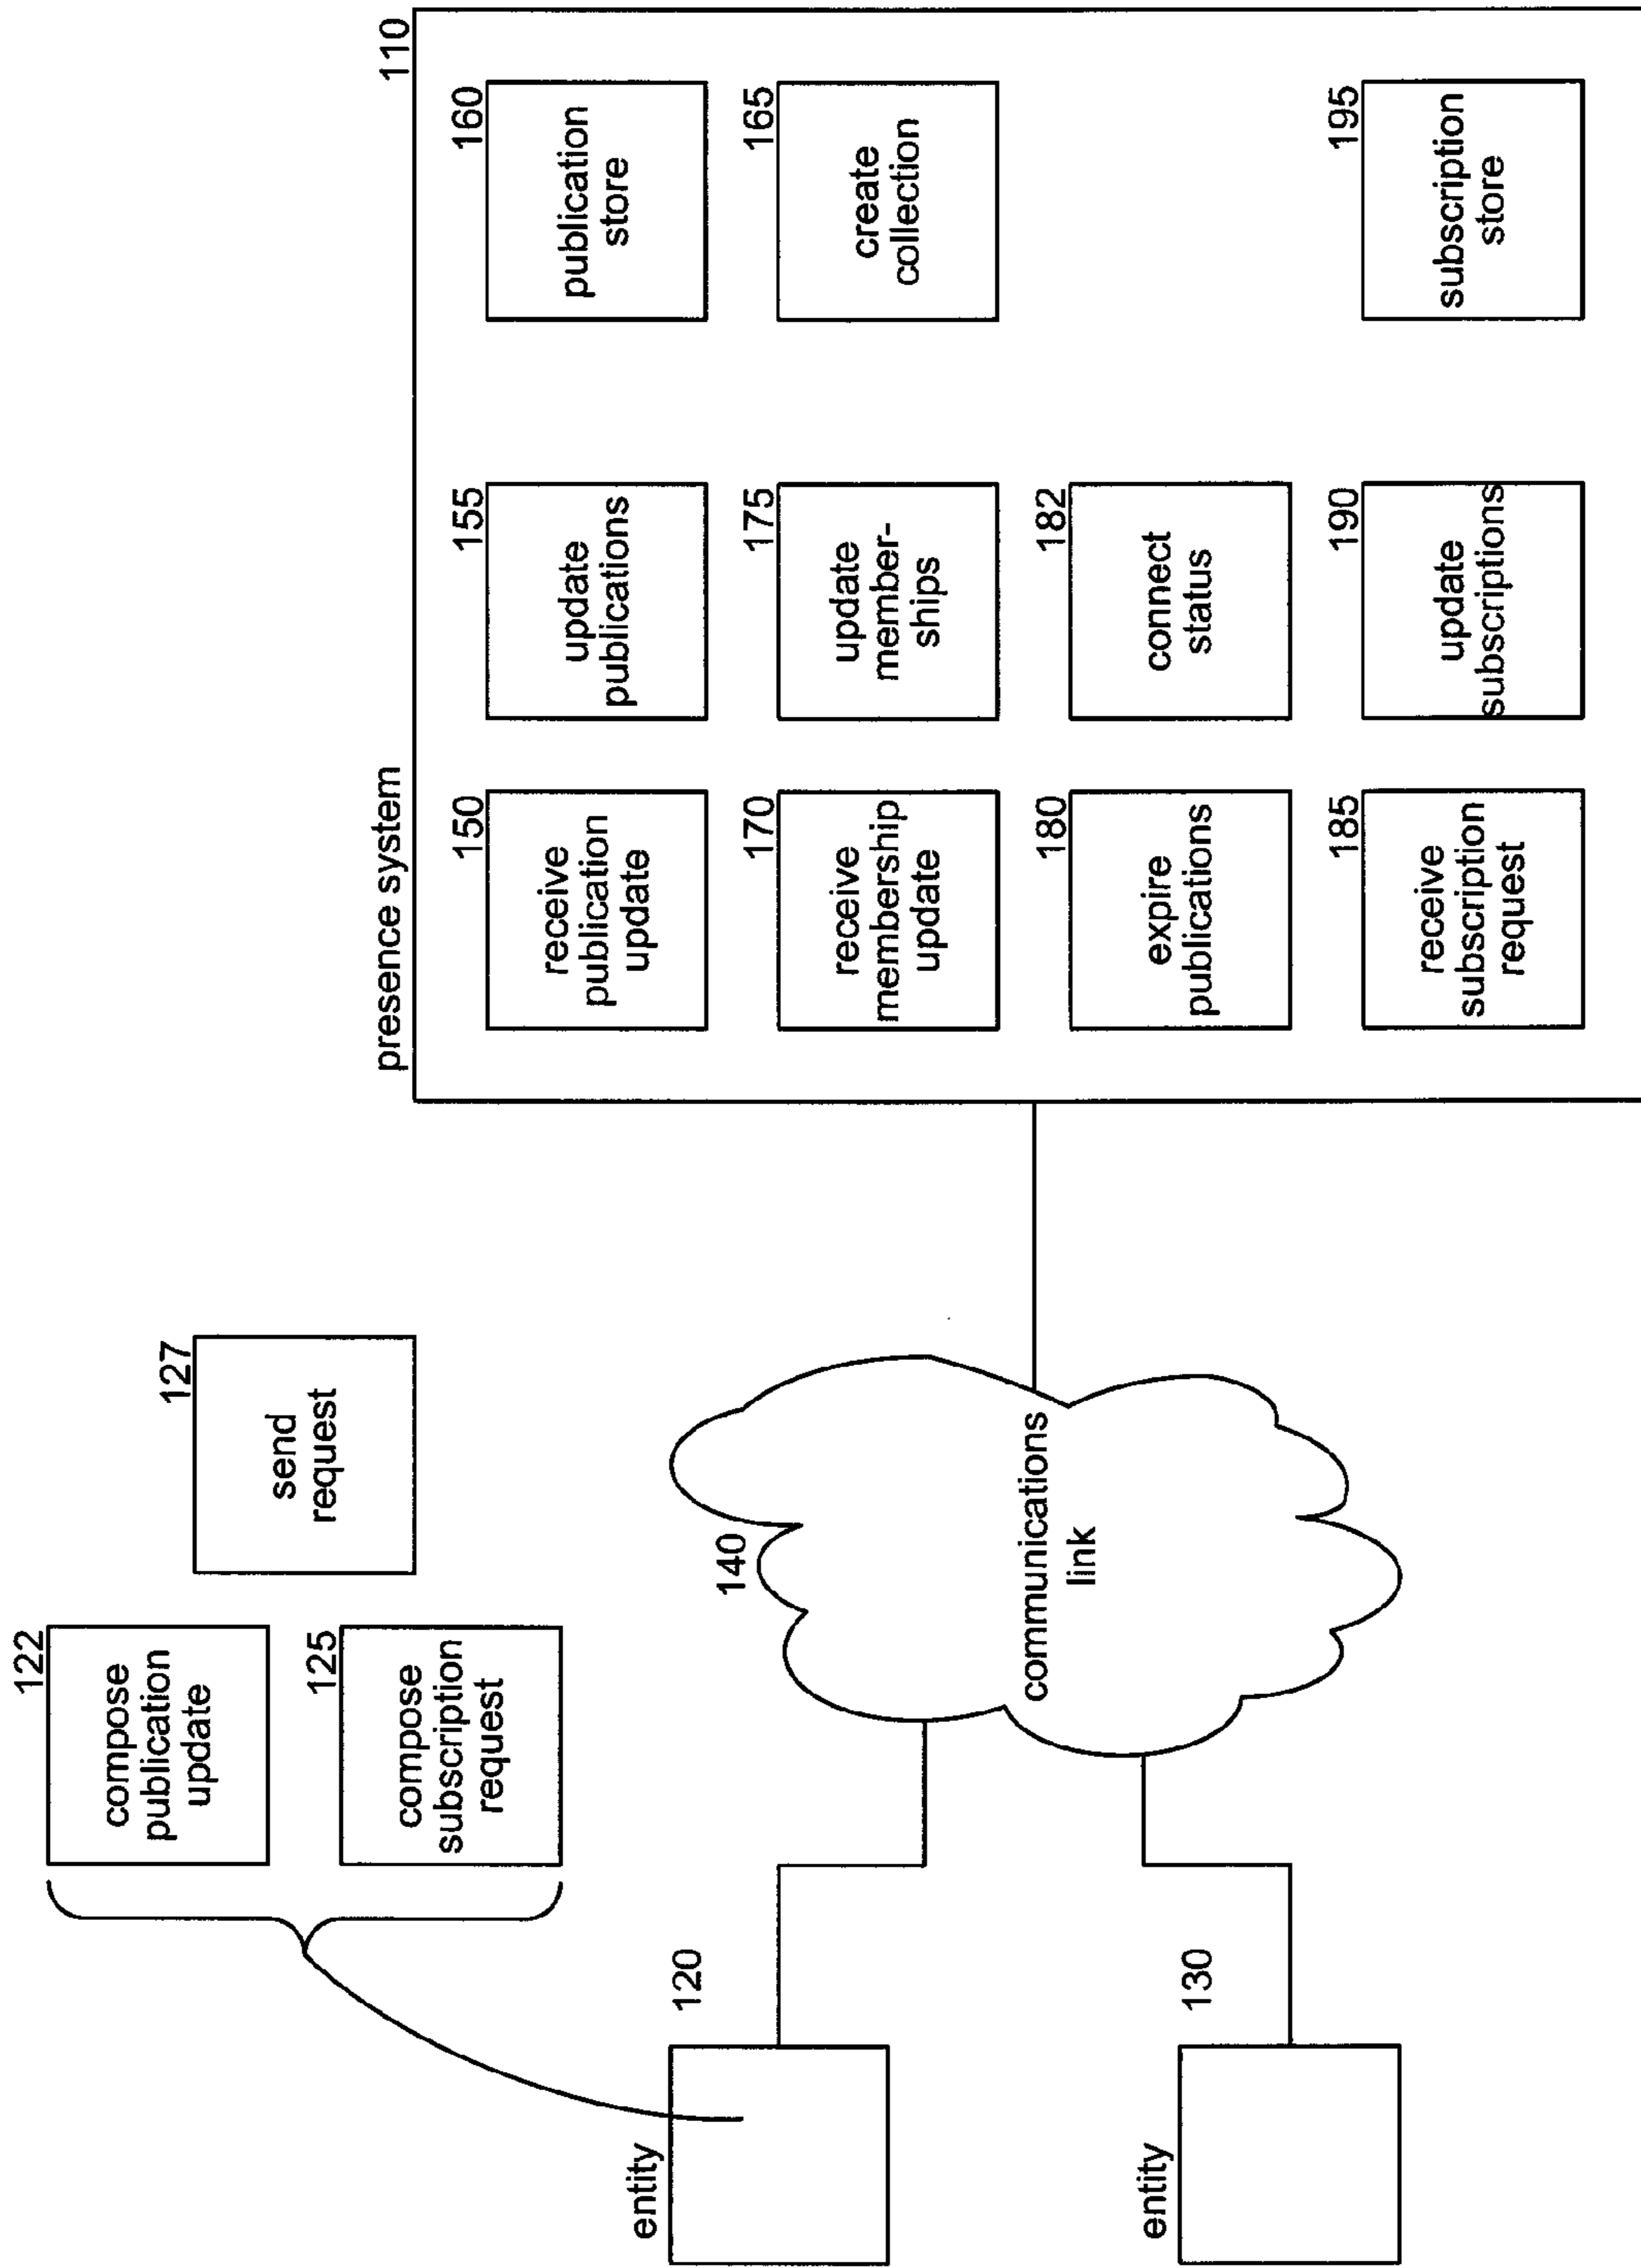 122
compose
publication
update
125
compose
subscription
request
127
send
request
entity
120
entity
130
140
communications
link
presence system
110
150
receive
publication
update
155
update
publications
160
publication
store
170
receive
membership
update
175
update
member-
ships
165
create
collection
180
expire
publications
182
connect
status
185
receive
subscription
request
190
update
subscriptions
195
subscription
store